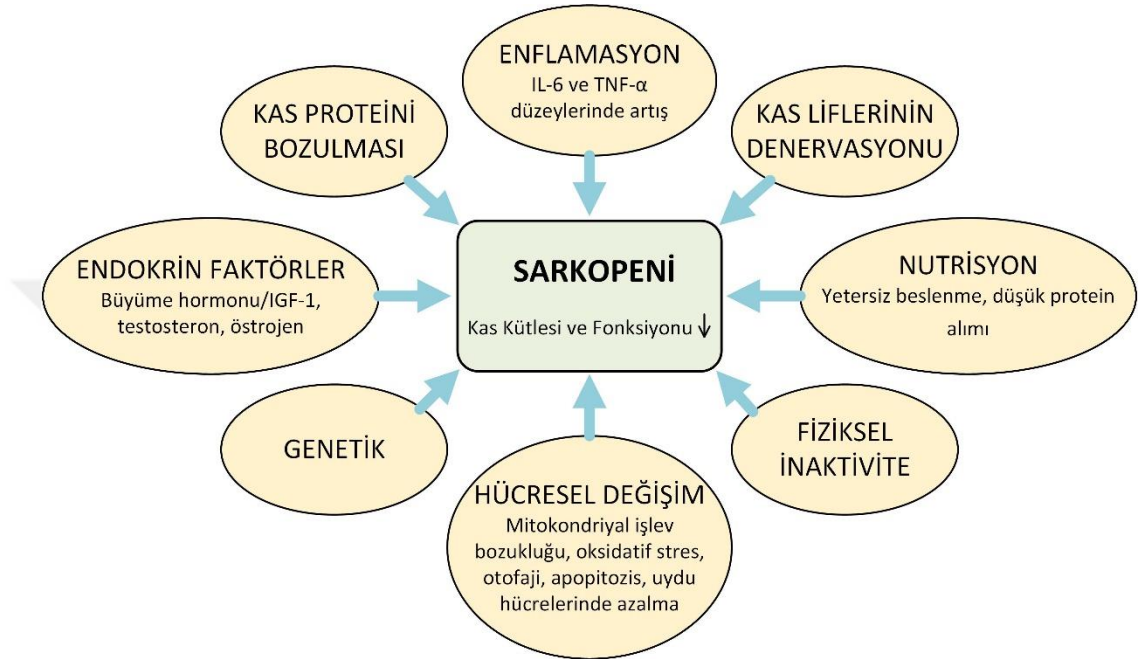 ENFLAMASYON
IL-6 ve TNF-α
düzeylerinde artış
KAS PROTEİNİ
BOZULMASI
KAS LİFLERİNİN
DENERVASYONU
ENDOKRİN FAKTÖRLER
Büyüme hormonu/IGF-1,
testosteron, östrojen
SARKOPENİ
Kas Kütlesi ve Fonksiyonu ↓
NUTRİSYON
Yetersiz beslenme, düşük protein
alımı
GENETİK
HÜCRESEL DEĞİŞİM
Mitokondriyal işlev
bozukluğu, oksidatif stres,
otofaji, apopitozis, uydu
hücrelerinde azalma
FİZİKSEL
İNAKTİVİTE